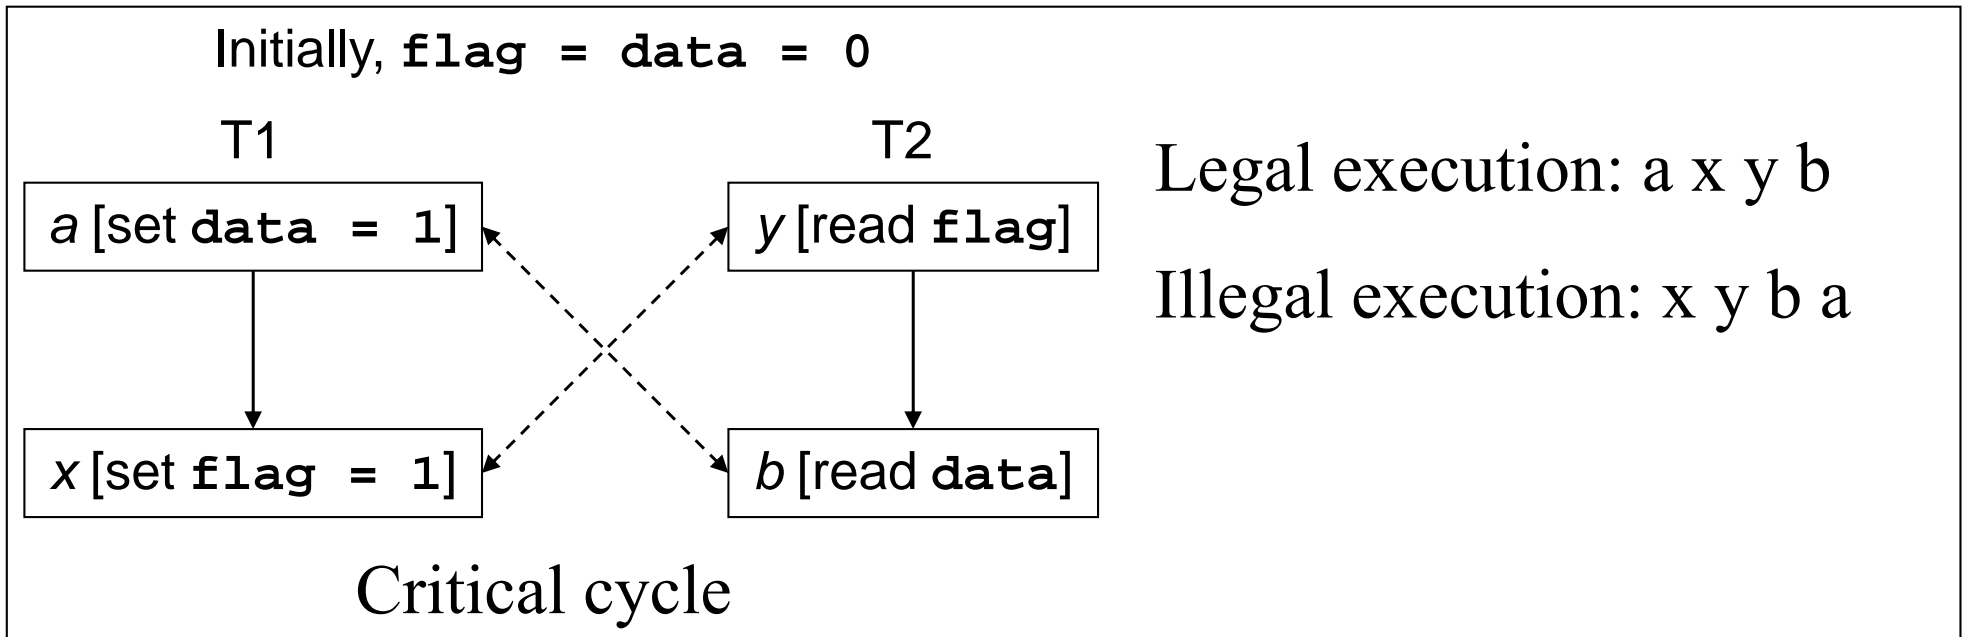 Initially, flag = data = 0
T1
T2
a [set data = 1]
y [read flag]
x [set flag = 1]
b [read data]
Critical cycle
Legal execution: a x y b
Illegal execution: x y b a